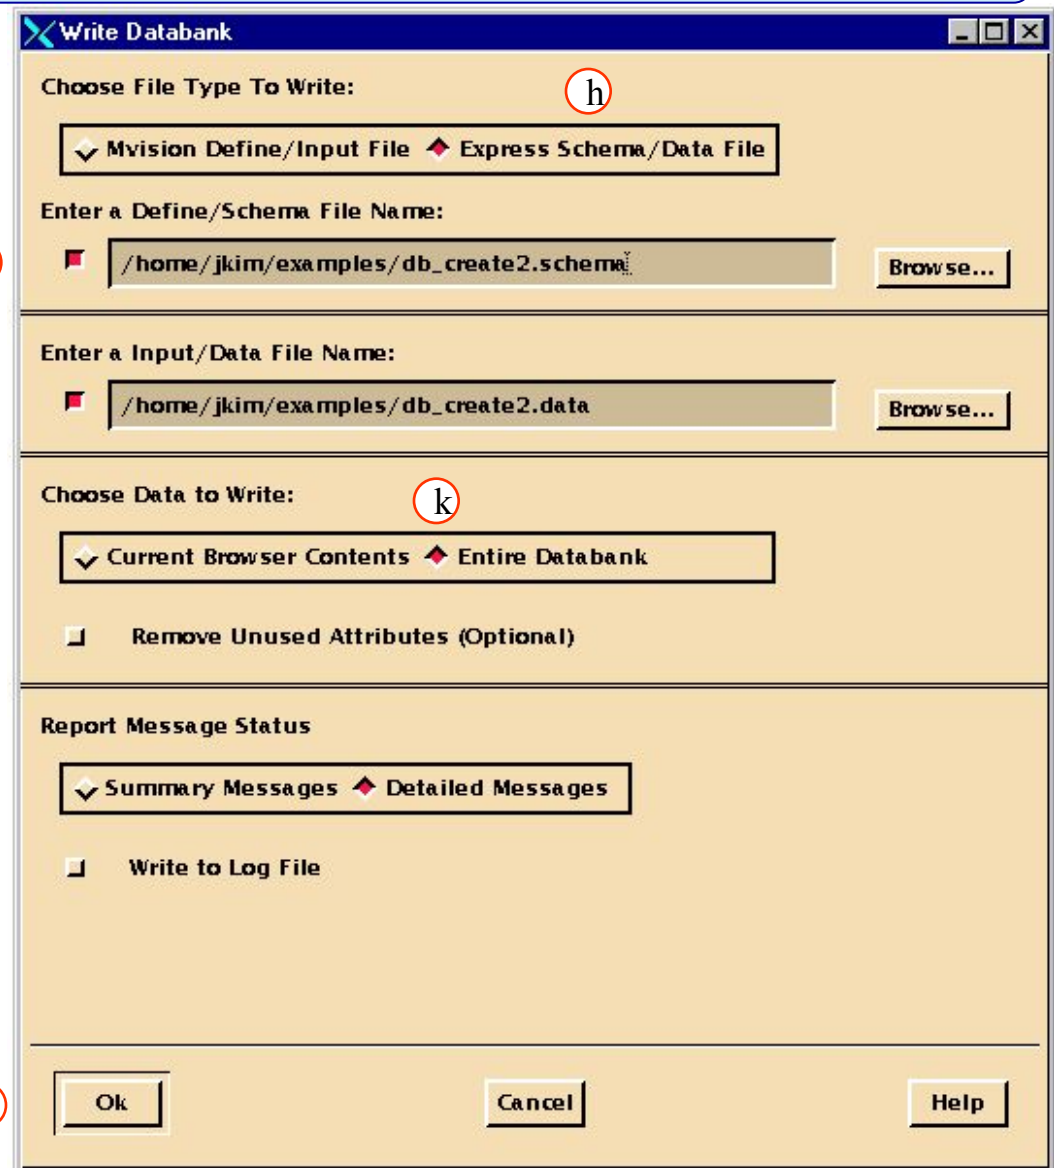 Write Databank
Choose File Type To Write:
h
Mvision Define/Input File Express Schema/Data File
Enter a Define/Schema File Name:
/home/jkim/examples/db_create2.schema
Browse...
Enter a Input/Data File Name:
/home/jkim/examples/db_create2.data
Browse...
Choose Data to Write:
k
Current Browser Contents Entire Databank
Remove Unused Attributes (Optional)
Report Message Status
Summary Messages Detailed Messages
Write to Log File
Ok Cancel Help